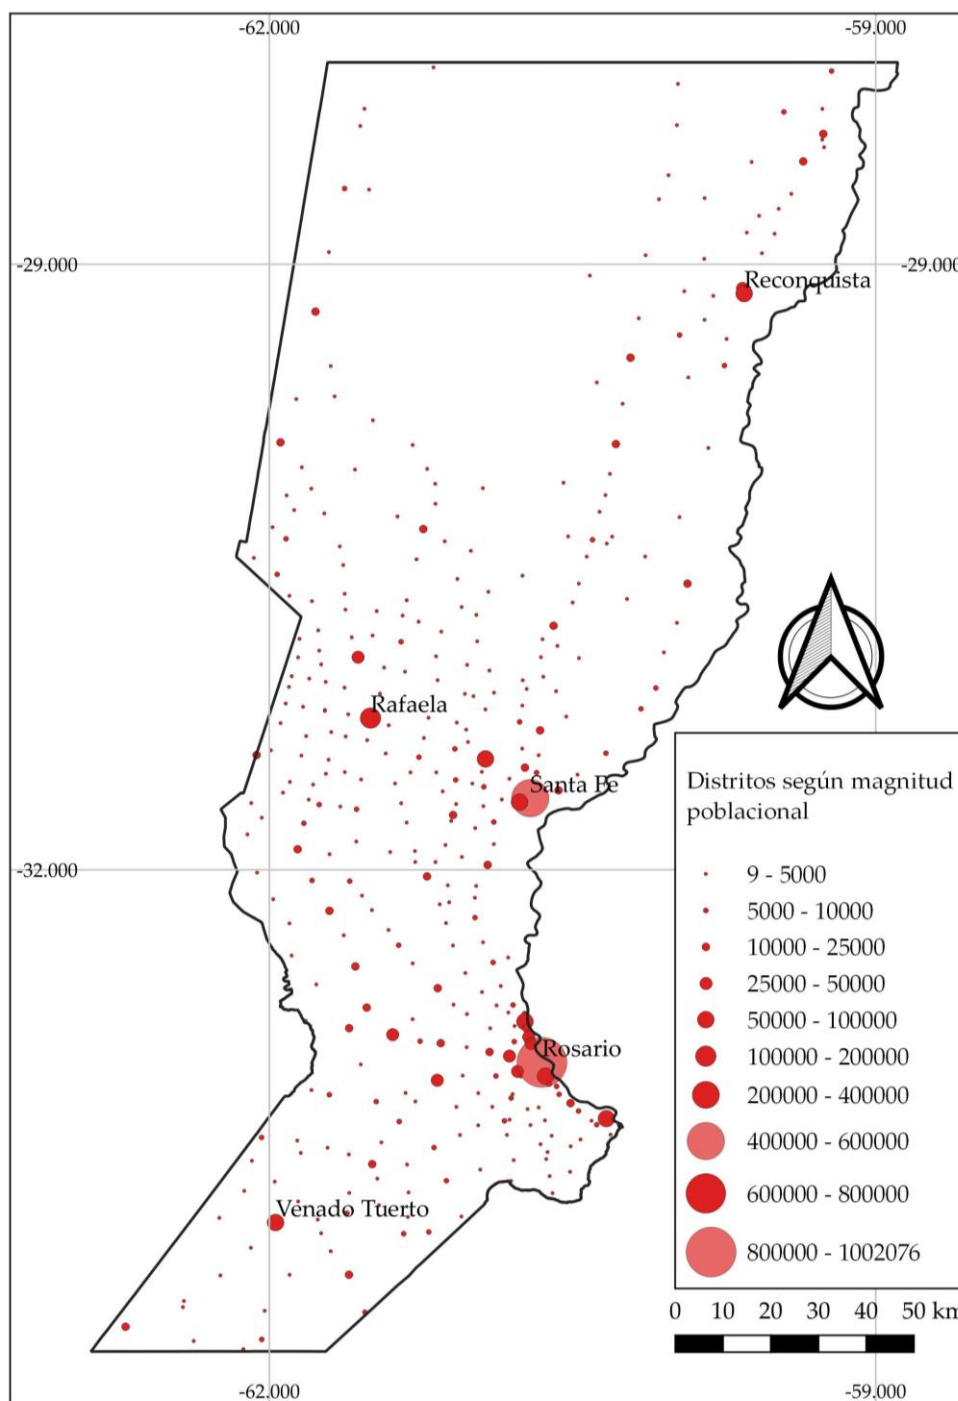 -62.000 -59.000
-29.000 -29.000
Reconquista
Rafaela
Santa Fe
-32.000
Rosario
Venado Tuerto
Distritos según magnitud
poblacional
9 - 5000
5000 - 10000
10000 - 25000
25000 - 50000
50000 - 100000
100000 - 200000
200000 - 400000
400000 - 600000
600000 - 800000
800000 - 1002076
0 10 20 30 40 50 km
-62.000 -59.000